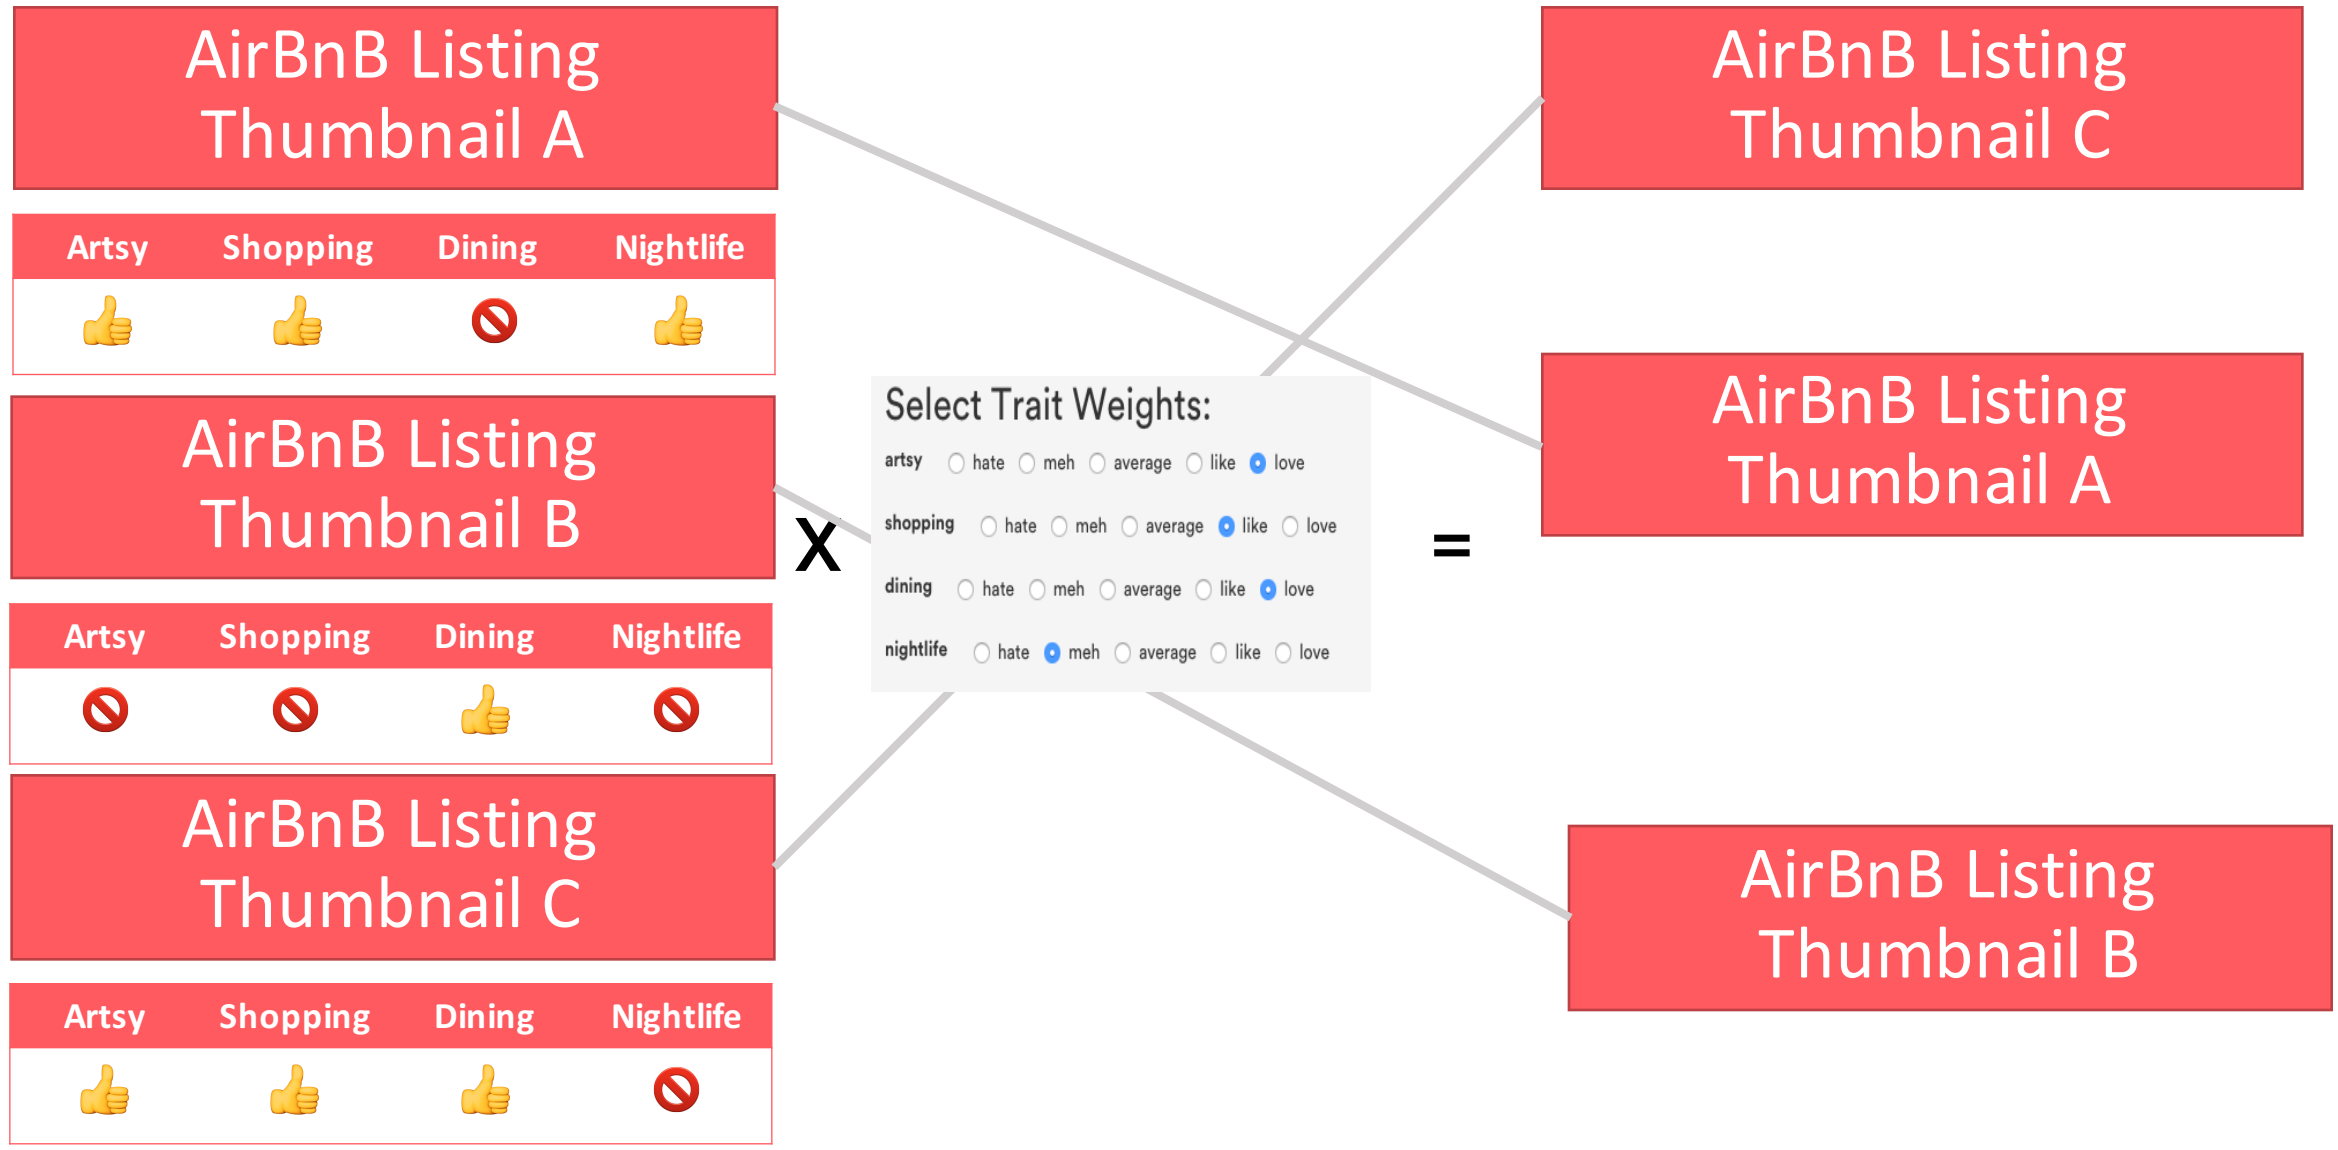 AirBnB Listing
Thumbnail A
Artsy Shopping Dining Nightlife
AirBnB Listing
Thumbnail B
Artsy Shopping Dining Nightlife
AirBnB Listing
Thumbnail C
Artsy Shopping Dining Nightlife
X
Select Trait Weights:
artsy hate meh average like love
shopping hate meh average like love
dining hate meh average like love
nightlife hate meh average like love
=
AirBnB Listing
Thumbnail C
AirBnB Listing
Thumbnail A
AirBnB Listing
Thumbnail B